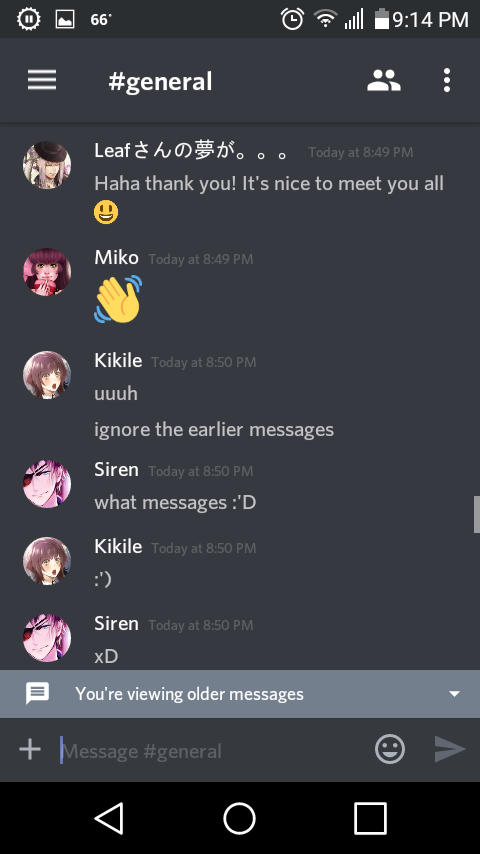 66°
9:14 PM
#general
Leafさんの夢が。。。 Today at 8:49 PM
Haha thank you! It's nice to meet you all
Miko Today at 8:49 PM
Kikile Today at 8:50 PM
uuuh
ignore the earlier messages
Siren Today at 8:50 PM
what messages :'D
Kikile Today at 8:50 PM
:')
Siren Today at 8:50 PM
xD
You're viewing older messages
Message #general